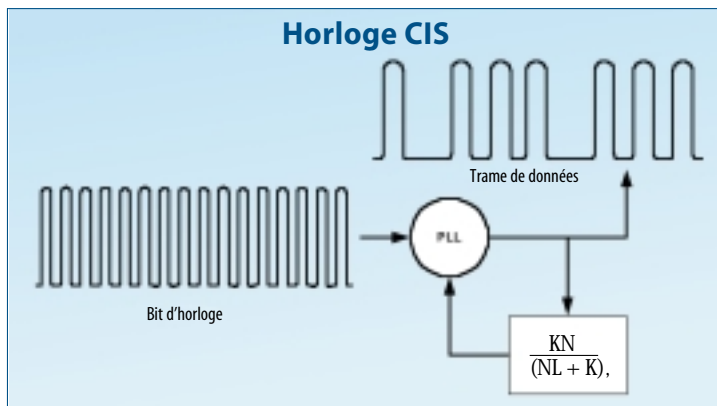 Horloge CIS
Trame de données
PLL
Bit d'horloge
KN
(NL + K),